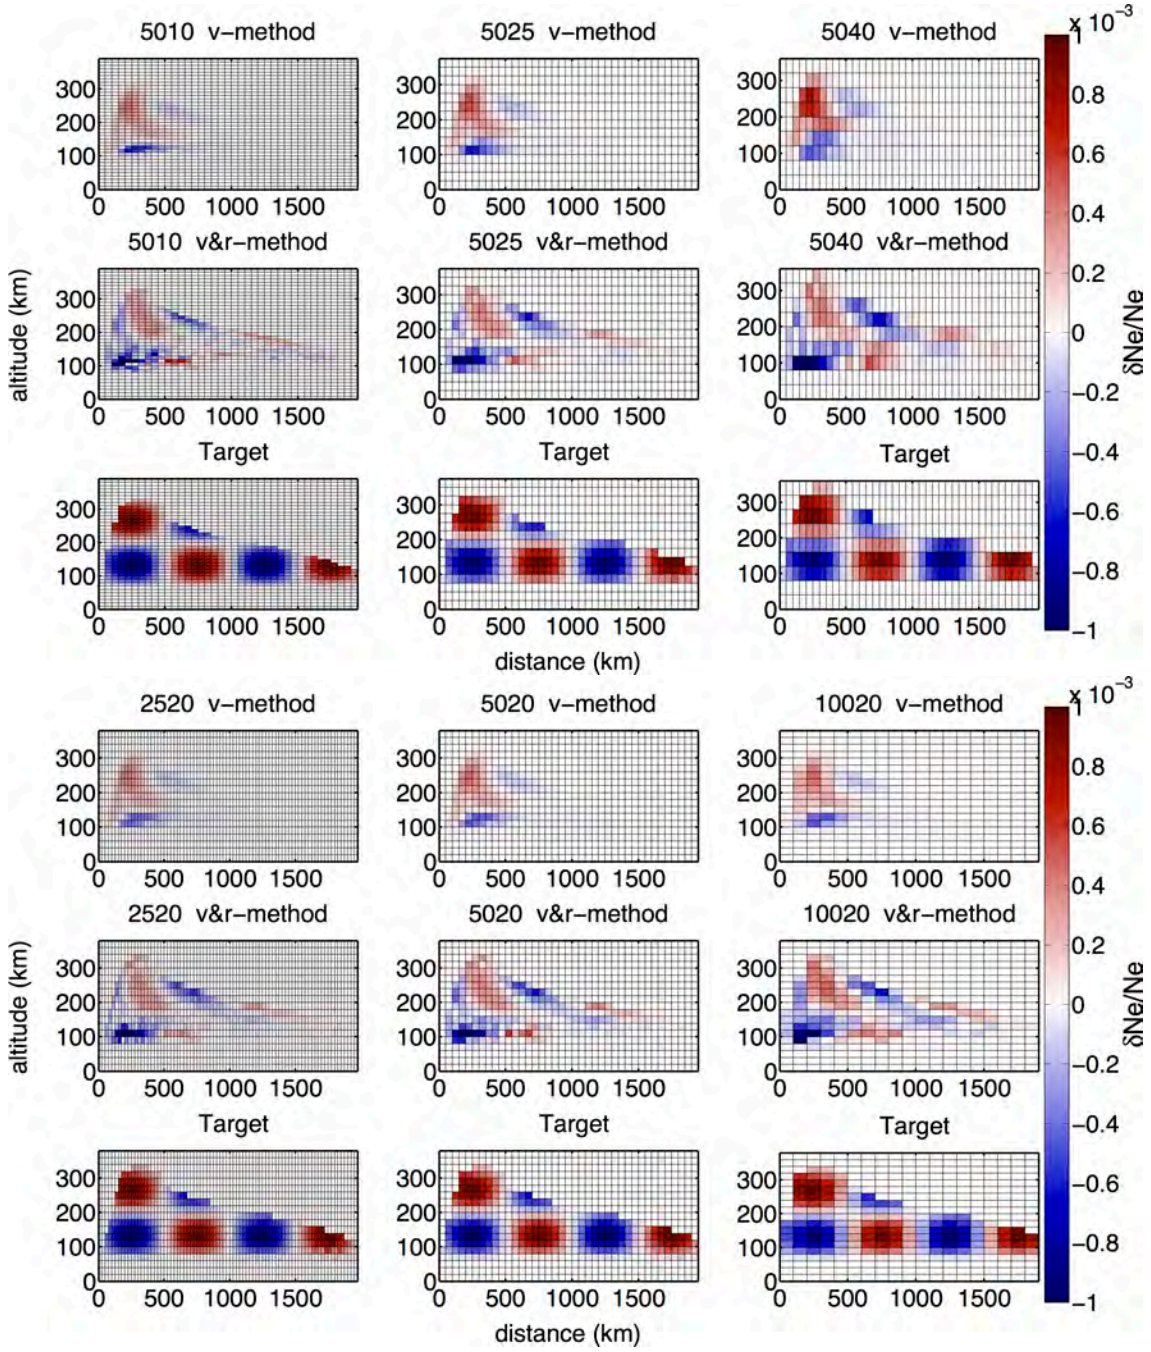 x 10⁻³
5010 v−method 5025 v−method 5040 v−method
300 300 300 1
200 200 200 0.8
100 100 100 0.6
0 0 0
0 500 1000 1500 0 500 1000 1500 0 500 1000 1500 0.4
5010 v&r−method 5025 v&r−method 5040 v&r−method
altitude (km)
300 300 300 0.2
200 200 200 0
100 100 100 −0.2
0 0 0
0 500 1000 1500 0 500 1000 1500 0 500 1000 1500
δNe/Ne
Target Target −0.4
300 300 300 −0.6
200 200 200
100 100 100 −0.8
0 0 0 −1
0 500 1000 1500 0 500 1000 1500 0 500 1000 1500
distance (km)
x 10⁻³
2520 v−method 5020 v−method 10020 v−method
300 300 300 1
200 200 200 0.8
100 100 100 0.6
0 0 0
0 500 1000 1500 0 500 1000 1500 0 500 1000 1500 0.4
2520 v&r−method 5020 v&r−method 10020 v&r−method
altitude (km)
300 300 300 0.2
200 200 200 0
100 100 100 −0.2
0 0 0
0 500 1000 1500 0 500 1000 1500 0 500 1000 1500
δNe/Ne
Target Target −0.4
300 300 300 −0.6
200 200 200
100 100 100 −0.8
0 0 0 −1
0 500 1000 1500 0 500 1000 1500 0 500 1000 1500
distance (km)